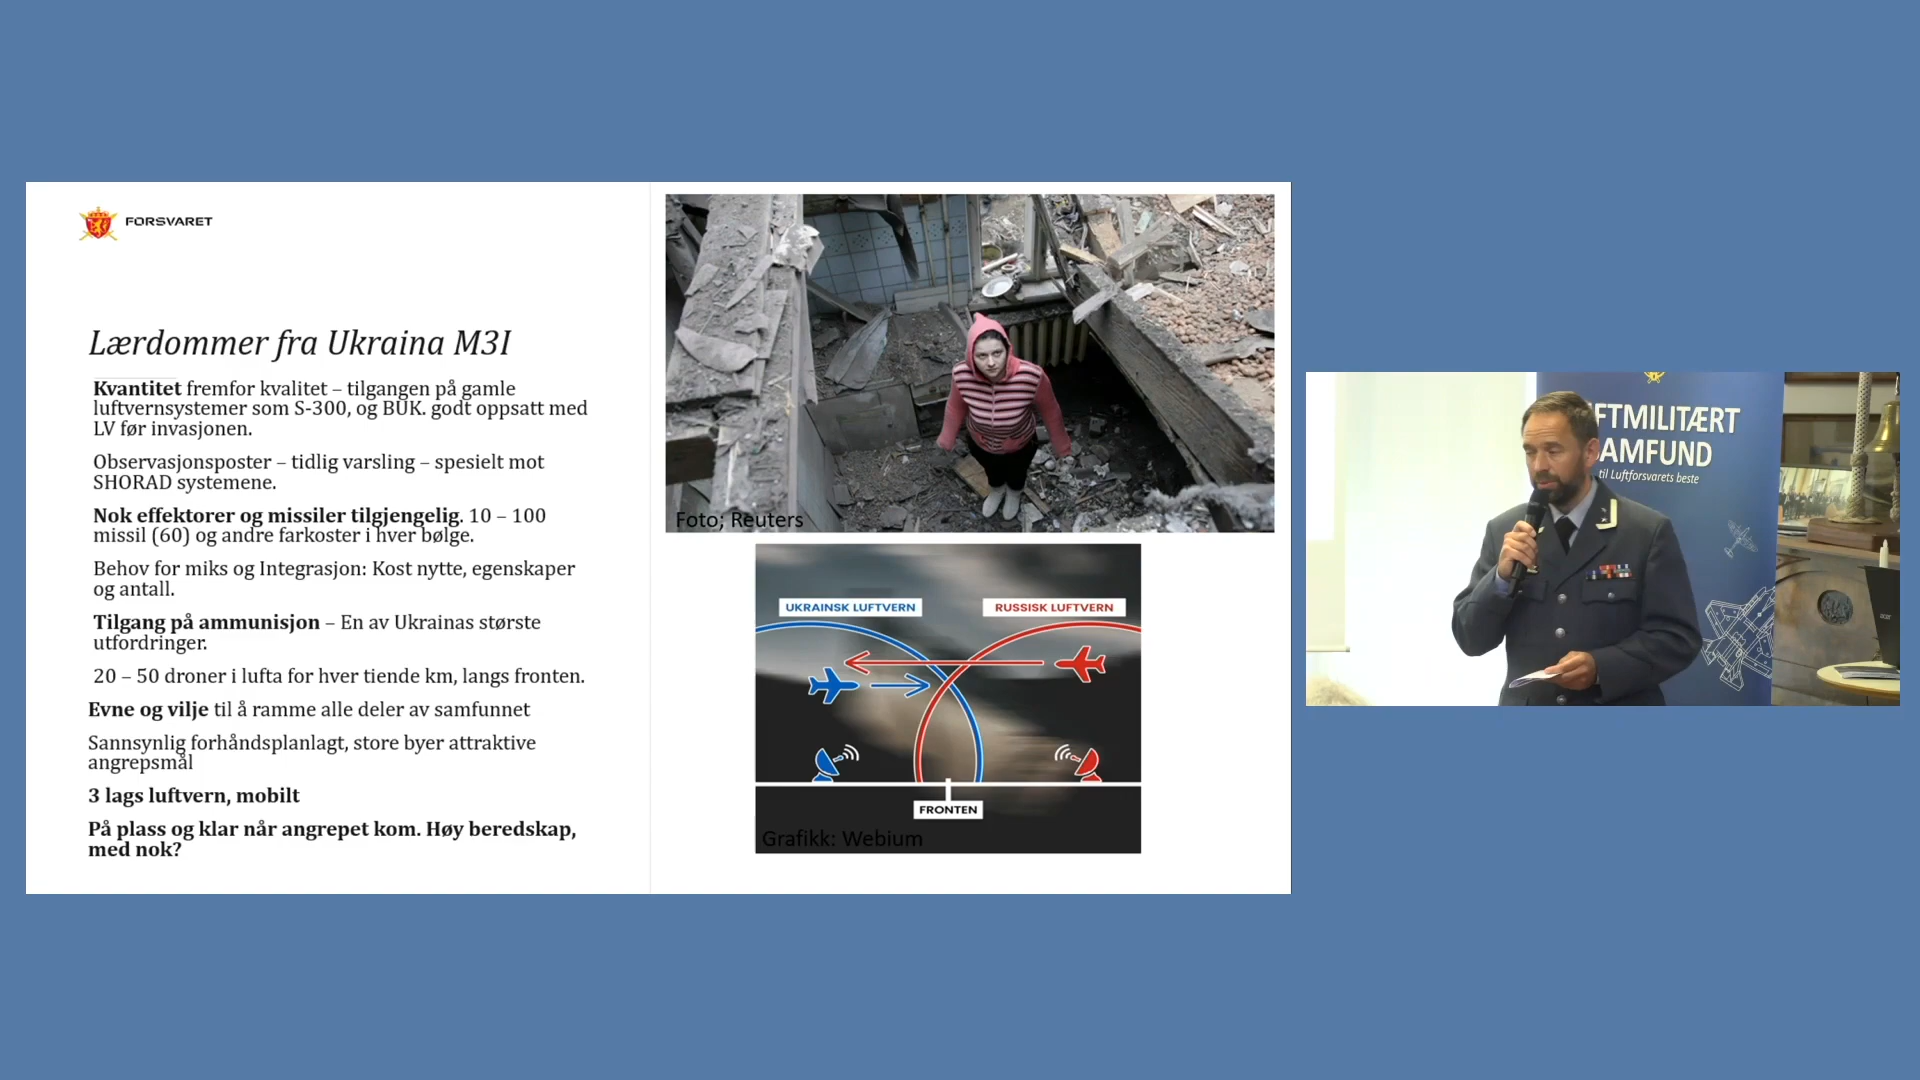 FORSVARET
Lærdommer fra Ukraina M3I
Kvantitet fremfor kvalitet – tilgangen på gamle
luftvernsystemer som S-300, og BUK. godt oppsatt med
LV før invasjonen.
Observasjonsposter – tidlig varsling – spesielt mot
SHORAD systemene.
Nok effektorer og missiler tilgjengelig. 10 – 100
missil (60) og andre farkoster i hver bølge.
Behov for miks og Integrasjon: Kost nytte, egenskaper
og antall.
Tilgang på ammunisjon – En av Ukrainas største
utfordringer.
20 – 50 droner i lufta for hver tiende km, langs fronten.
Evne og vilje til å ramme alle deler av samfunnet
Sannsynlig forhåndsplanlagt, store byer attraktive
angrepsmål
3 lags luftvern, mobilt
På plass og klar når angrepet kom. Høy beredskap,
med nok?
Foto; Reuters
UKRAINSK LUFTVERN
RUSSISK LUFTVERN
FRONTEN
Grafikk: Webium
FTMILITÆRT
SAMFUND
til Luftforsvarets beste